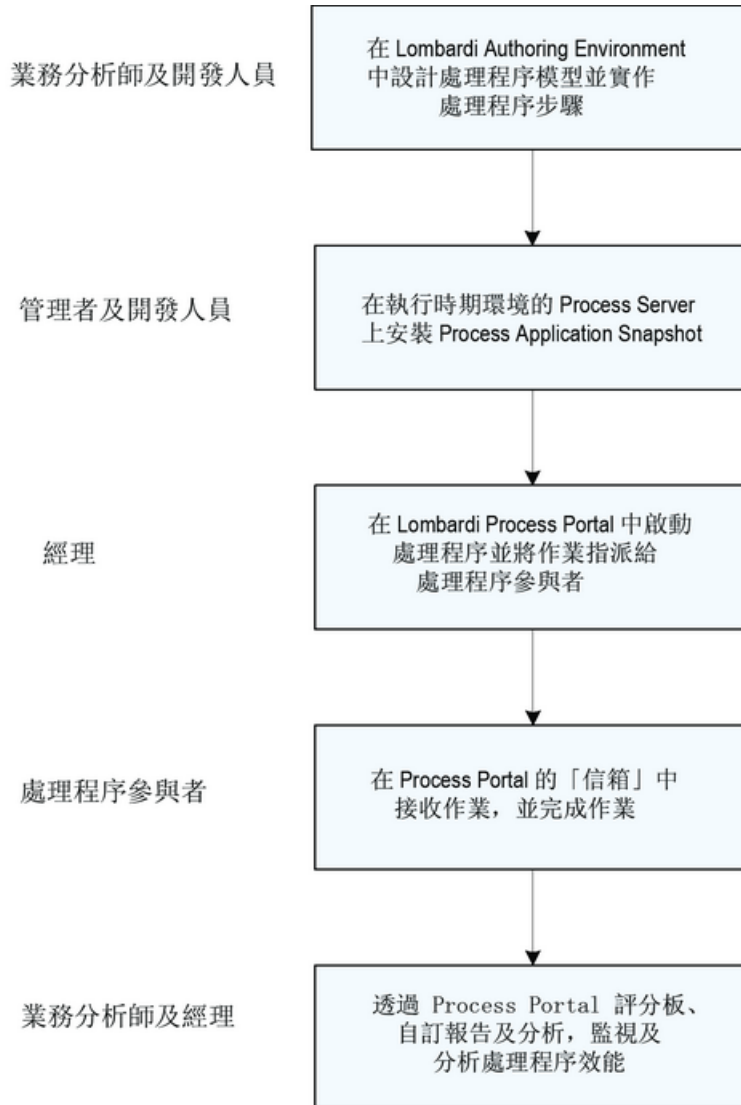 業務分析師及開發人員
在 Lombardi Authoring Environment
中設計處理程序模型並實作
處理程序步驟
管理者及開發人員
在執行時期環境的 Process Server
上安裝 Process Application Snapshot
經理
在 Lombardi Process Portal 中啟動
處理程序並將作業指派給
處理程序參與者
處理程序參與者
在 Process Portal 的「信箱」中
接收作業，並完成作業
業務分析師及經理
透過 Process Portal 評分板、
自訂報告及分析，監視及
分析處理程序效能